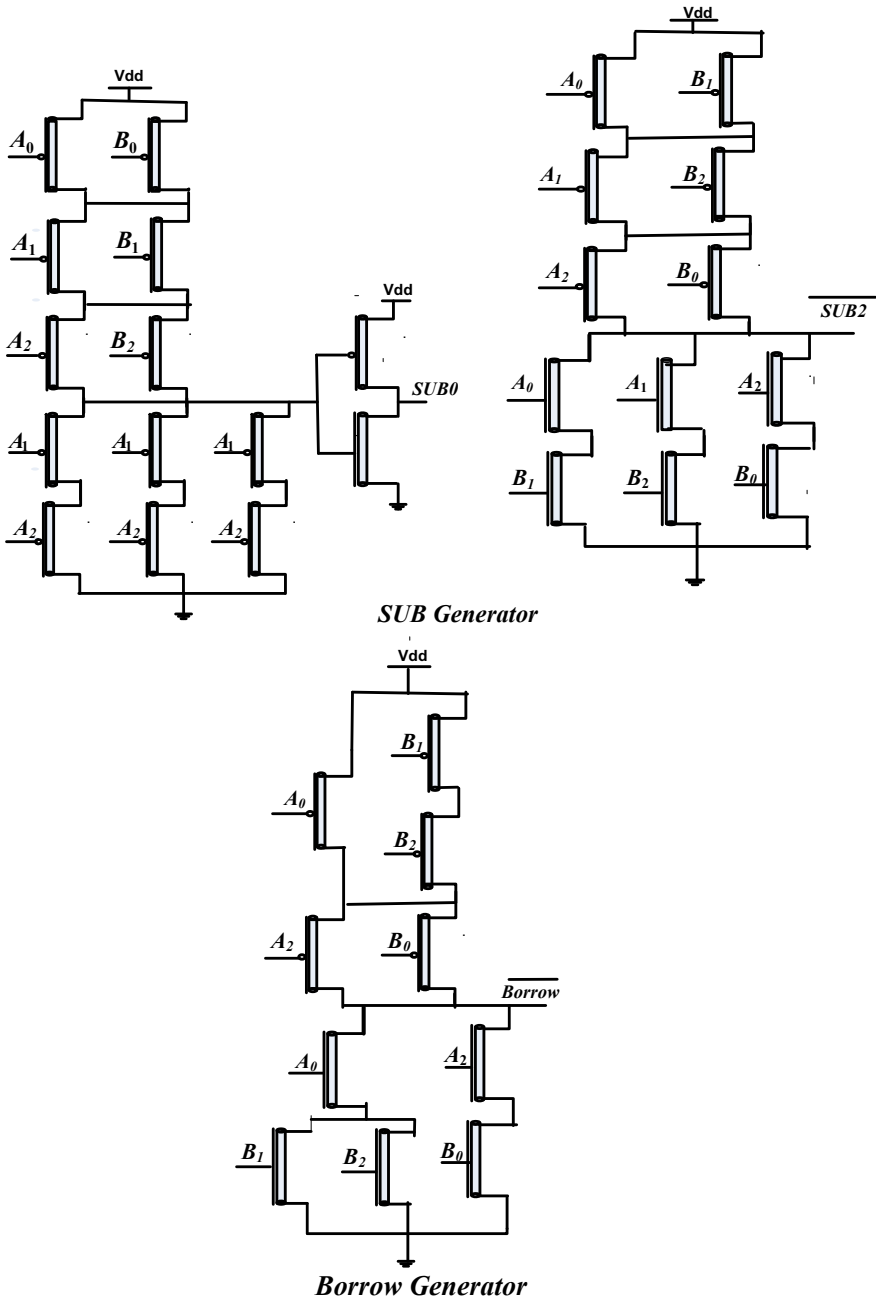 Vdd
A0 B0
A1 B1
A2 B2
Vdd
SUB0
A1 A1 A1
A2 A2 A2
Vdd
A0 B1
A1 B2
A2 B0
SUB2
A0 A1 A2
B1 B2 B0
SUB Generator
Vdd
B1
A0
B2
A2 B0
Borrow
A0 A2
B1 B2 B0
Borrow Generator